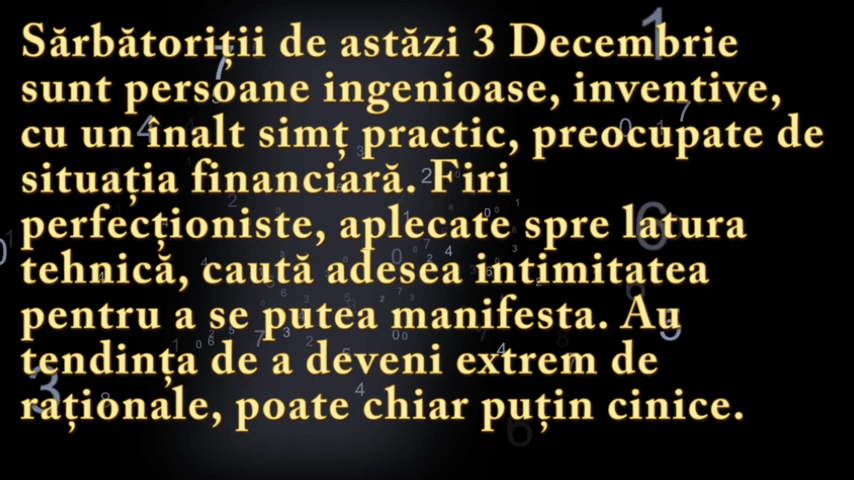 Sărbătoriții de astăzi 3 Decembrie
sunt persoane ingenioase, inventive,
cu un înalt simț practic, preocupate de
situația financiară. Firi
perfecționiste, aplecate spre latura
tehnică, caută adesea intimitatea
pentru a se putea manifesta. Au
tendința de a deveni extrem de
raționale, poate chiar puțin cinice.